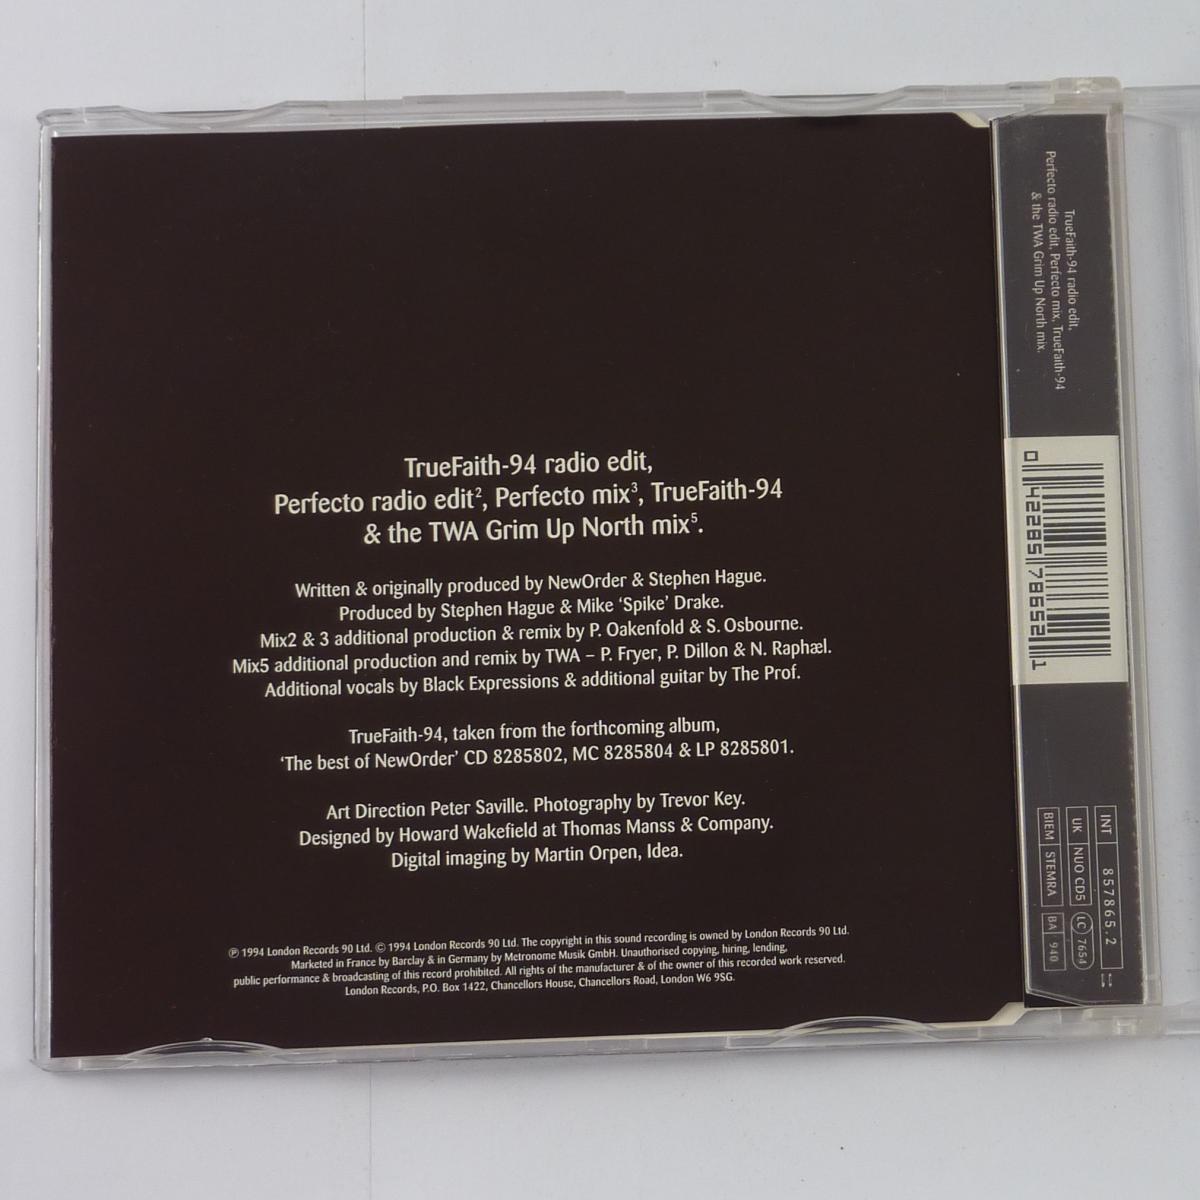 TrueFaith-94 radio edit,
Perfecto radio edit², Perfecto mix³, TrueFaith-94
& the TWA Grim Up North mix⁵.
Written & originally produced by NewOrder & Stephen Hague.
Produced by Stephen Hague & Mike ‘Spike’ Drake.
Mix2 & 3 additional production & remix by P. Oakenfold & S. Osbourne.
Mix5 additional production and remix by TWA – P. Fryer, P. Dillon & N. Raphæl.
Additional vocals by Black Expressions & additional guitar by The Prof.
TrueFaith-94, taken from the forthcoming album,
‘The best of NewOrder’ CD 8285802, MC 8285804 & LP 8285801.
Art Direction Peter Saville. Photography by Trevor Key.
Designed by Howard Wakefield at Thomas Manss & Company.
Digital imaging by Martin Orpen, Idea.
℗ 1994 London Records 90 Ltd. © 1994 London Records 90 Ltd. The copyright in this sound recording is owned by London Records 90 Ltd.
Marketed in France by Barclay & in Germany by Metronome Musik GmbH. Unauthorised copying, hiring, lending,
public performance & broadcasting of this record prohibited. All rights of the manufacturer & of the owner of this recorded work reserved.
London Records, P.O. Box 1422, Chancellors House, Chancellors Road, London W6 9SG.
TrueFaith-94 radio edit,
Perfecto radio edit, Perfecto mix, TrueFaith-94
& the TWA Grim Up North mix.
0 42285 78652 1
INT 857865.2
UK NUO CD5 LC 7654
BIEM STEMRA BA 940